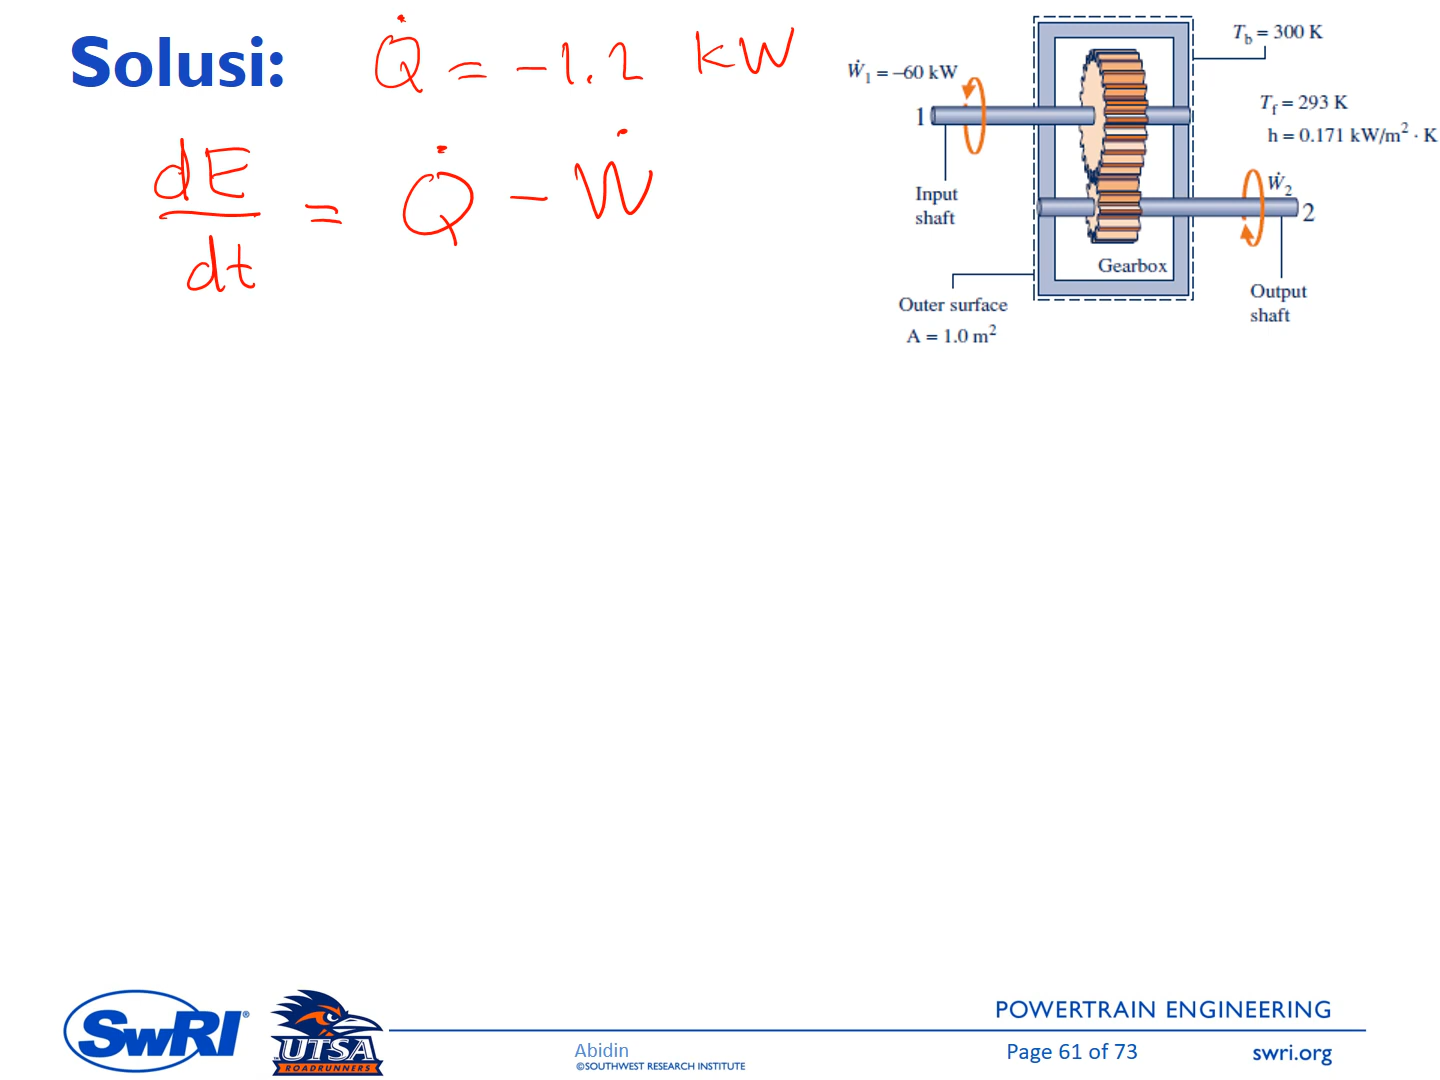 Solusi:
Q̇ = -1.2 kW
dE/dt = Q̇ - Ẇ
Ẇ₁ = −60 kW
1
Input
shaft
Outer surface
A = 1.0 m²
Gearbox
T_b = 300 K
T_f = 293 K
h = 0.171 kW/m² · K
Ẇ₂
2
Output
shaft
SwRI®
UTSA
ROADRUNNERS
Abidin
©SOUTHWEST RESEARCH INSTITUTE
POWERTRAIN ENGINEERING
Page 61 of 73
swri.org